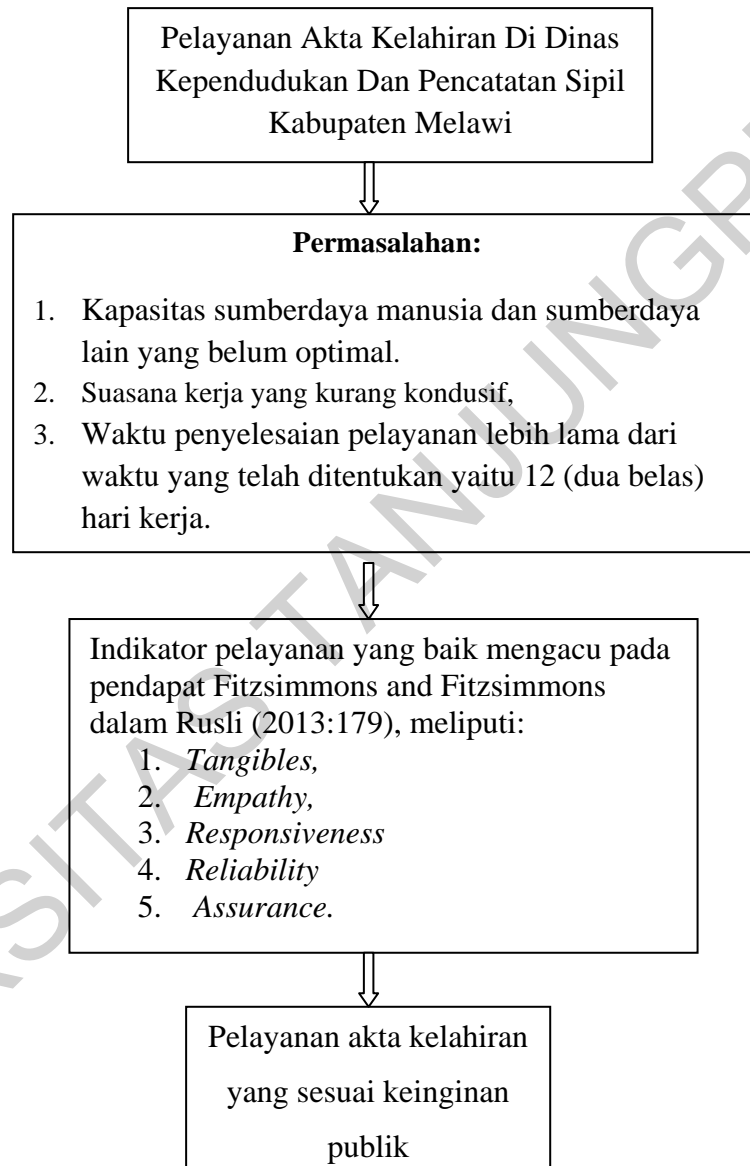 Pelayanan Akta Kelahiran Di Dinas
Kependudukan Dan Pencatatan Sipil
Kabupaten Melawi
Permasalahan:
1. Kapasitas sumberdaya manusia dan sumberdaya
lain yang belum optimal.
2. Suasana kerja yang kurang kondusif,
3. Waktu penyelesaian pelayanan lebih lama dari
waktu yang telah ditentukan yaitu 12 (dua belas)
hari kerja.
Indikator pelayanan yang baik mengacu pada
pendapat Fitzsimmons and Fitzsimmons
dalam Rusli (2013:179), meliputi:
1. Tangibles,
2. Empathy,
3. Responsiveness
4. Reliability
5. Assurance.
Pelayanan akta kelahiran
yang sesuai keinginan
publik